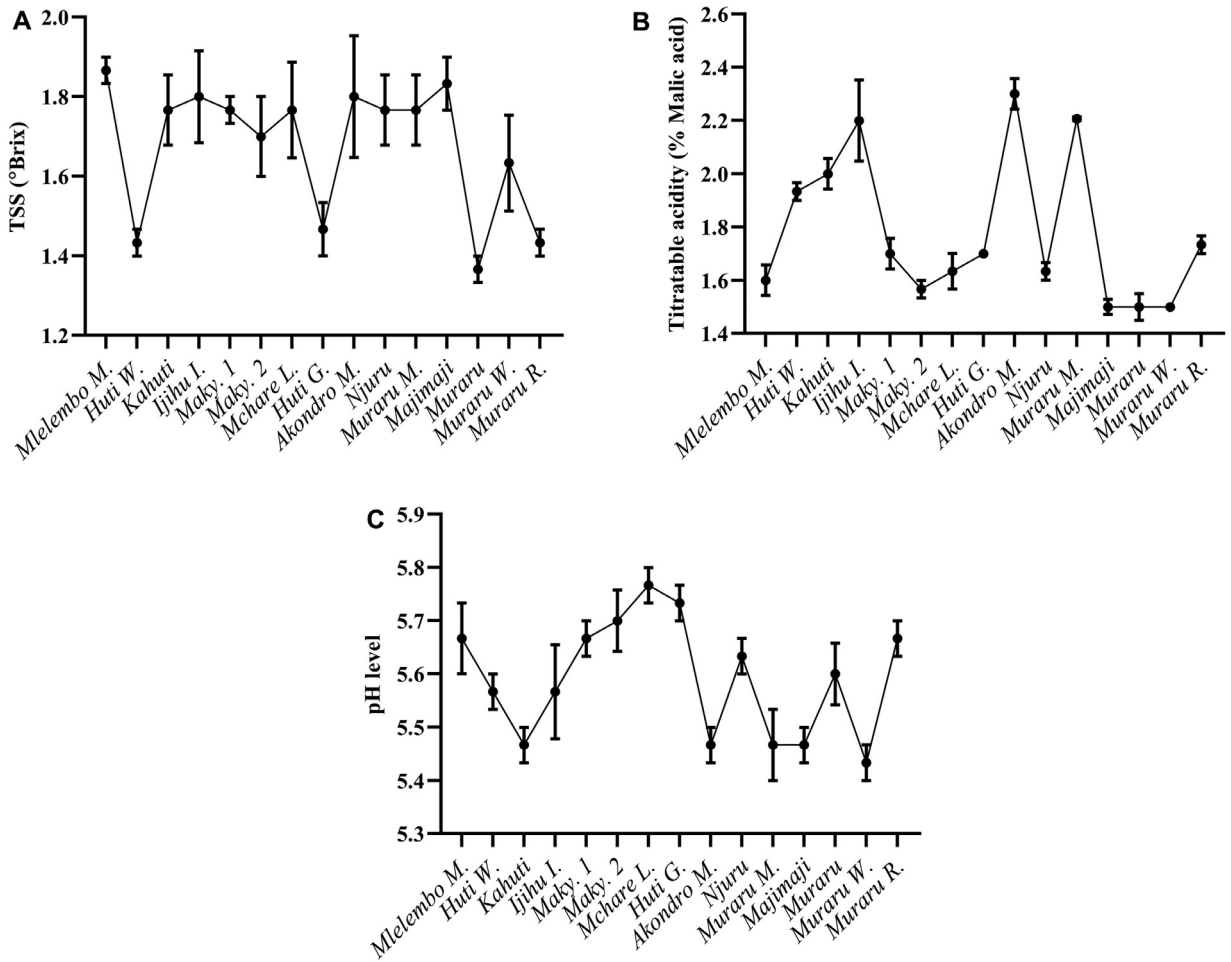 A
TSS (°Brix)
2.0
1.8
1.6
1.4
1.2
Mlelembo M.
Huti W.
Kahuti
Ijihu I.
Maky. 1
Maky. 2
Mchare L.
Huti G.
Akondro M.
Njuru
Muraru M.
Majimaji
Muraru
Muraru W.
Muraru R.
B
Titratable acidity (% Malic acid)
2.6
2.4
2.2
2.0
1.8
1.6
1.4
Mlelembo M.
Huti W.
Kahuti
Ijihu I.
Maky. 1
Maky. 2
Mchare L.
Huti G.
Akondro M.
Njuru
Muraru M.
Majimaji
Muraru
Muraru W.
Muraru R.
C
pH level
5.9
5.8
5.7
5.6
5.5
5.4
5.3
Mlelembo M.
Huti W.
Kahuti
Ijihu I.
Maky. 1
Maky. 2
Mchare L.
Huti G.
Akondro M.
Njuru
Muraru M.
Majimaji
Muraru
Muraru W.
Muraru R.